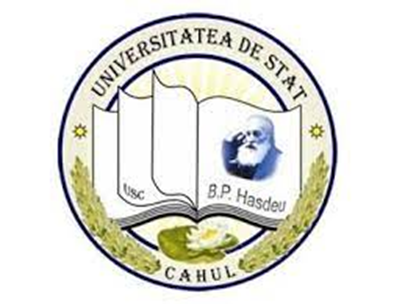 UNIVERSITATEA DE STAT
USC
B.P. Hasdeu
CAHUL